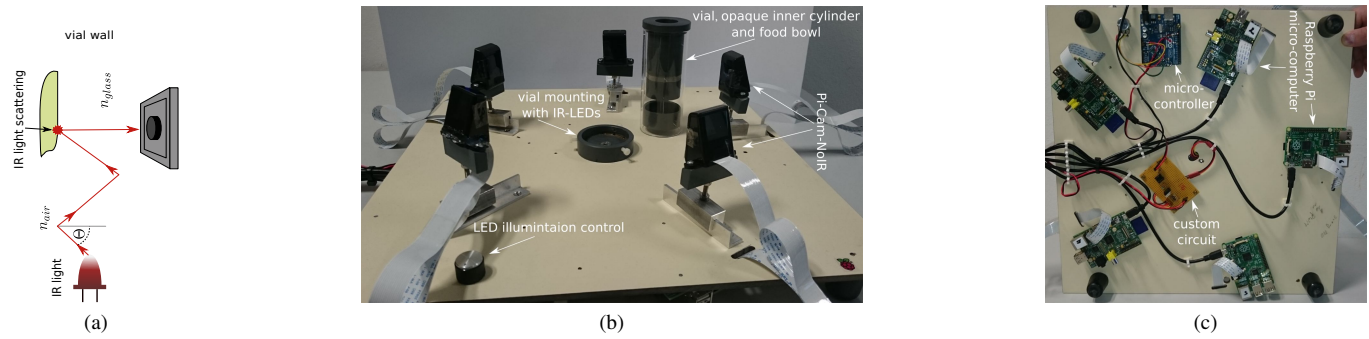 vial wall
IR light scattering
n_glass
n_air
Θ
IR light
(a)
vial, opaque inner cylinder
and food bowl
vial mounting
with IR-LEDs
Pi-Cam-NoIR
LED illumintaion control
(b)
Raspberry Pi
micro-computer
micro-
controller
custom
circuit
(c)